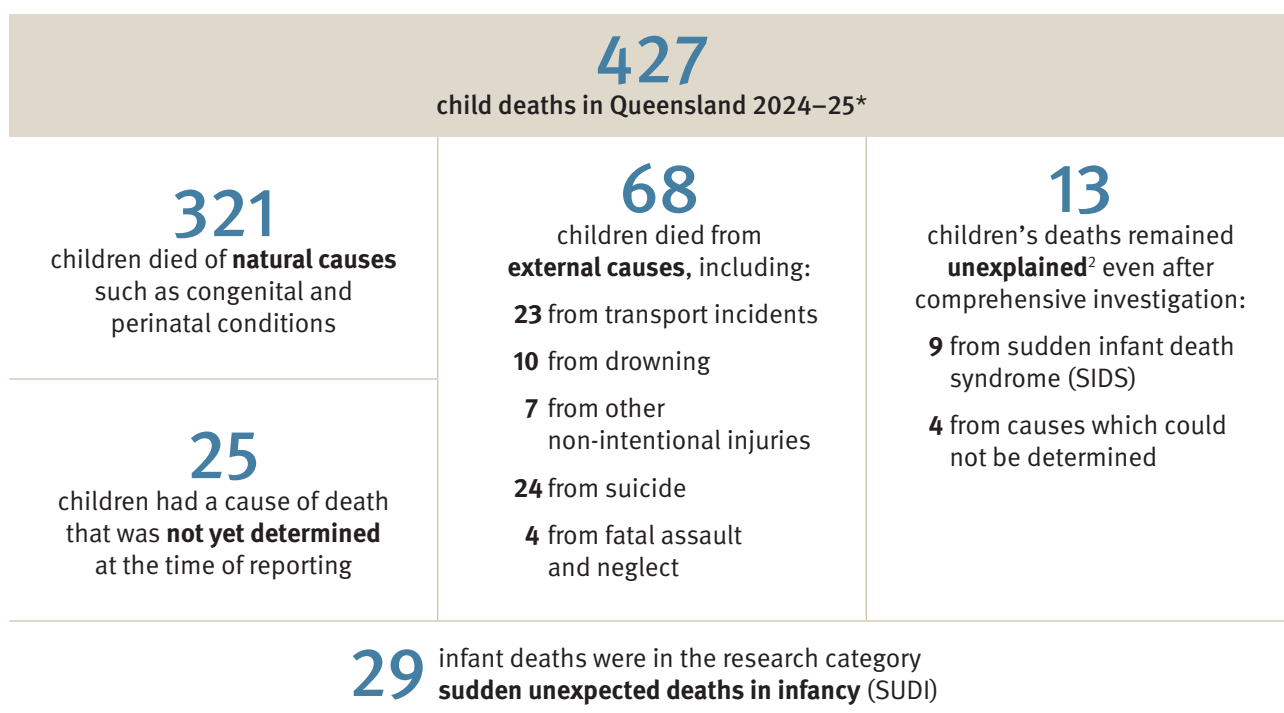 427
child deaths in Queensland 2024–25*
321
children died of natural causes
such as congenital and
perinatal conditions
25
children had a cause of death
that was not yet determined
at the time of reporting
68
children died from
external causes, including:
23 from transport incidents
10 from drowning
7 from other
non-intentional injuries
24 from suicide
4 from fatal assault
and neglect
13
children’s deaths remained
unexplained² even after
comprehensive investigation:
9 from sudden infant death
syndrome (SIDS)
4 from causes which could
not be determined
29 infant deaths were in the research category
sudden unexpected deaths in infancy (SUDI)